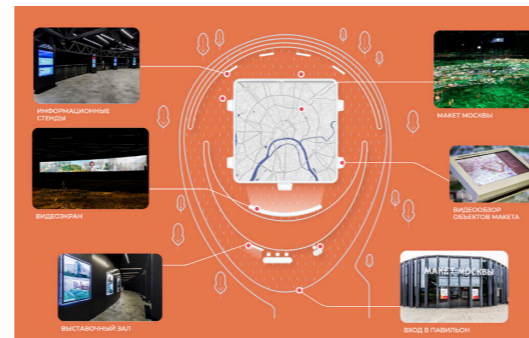 ИНФОРМАЦИОННЫЕ
СТЕНДЫ
МАКЕТ МОСКВЫ
ВИДЕОЭКРАН
ВИДЕООБЗОР
ОБЪЕКТОВ МАКЕТА
МАКЕТ МОСКВЫ
ВЫСТАВОЧНЫЙ ЗАЛ
ВХОД В ПАВИЛЬОН